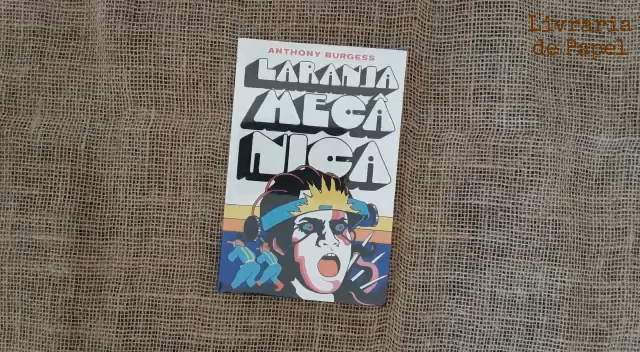 Livraria
de Papel
ANTHONY BURGESS
LARANJA
MECÂ
NICA